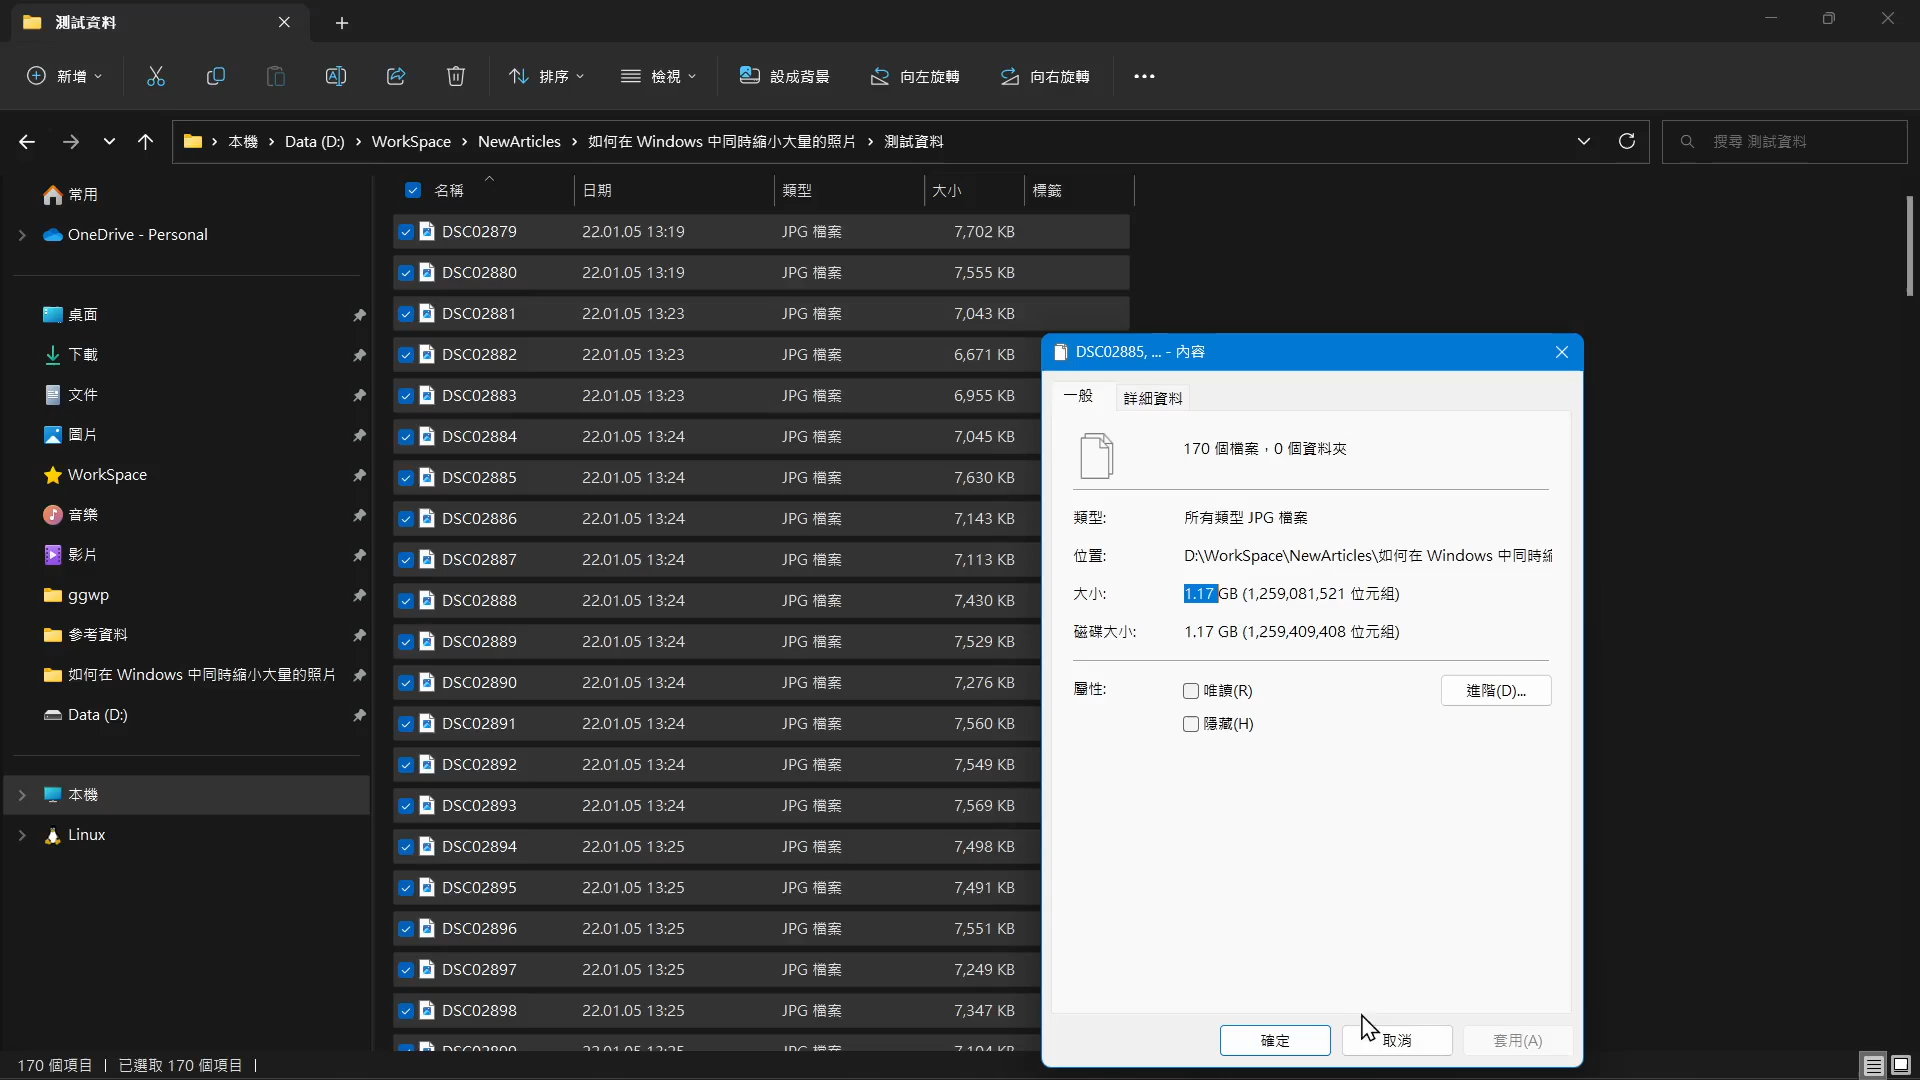 測試資料
新增
排序
檢視
設成背景
向左旋轉
向右旋轉
本機 › Data (D:) › WorkSpace › NewArticles › 如何在 Windows 中同時縮小大量的照片 › 測試資料
搜尋 測試資料
常用
OneDrive - Personal
桌面
下載
文件
圖片
WorkSpace
音樂
影片
ggwp
參考資料
如何在 Windows 中同時縮小大量的照片
Data (D:)
本機
Linux
名稱 日期 類型 大小 標籤
DSC02879 22.01.05 13:19 JPG 檔案 7,702 KB
DSC02880 22.01.05 13:19 JPG 檔案 7,555 KB
DSC02881 22.01.05 13:23 JPG 檔案 7,043 KB
DSC02882 22.01.05 13:23 JPG 檔案 6,671 KB
DSC02883 22.01.05 13:23 JPG 檔案 6,955 KB
DSC02884 22.01.05 13:24 JPG 檔案 7,045 KB
DSC02885 22.01.05 13:24 JPG 檔案 7,630 KB
DSC02886 22.01.05 13:24 JPG 檔案 7,143 KB
DSC02887 22.01.05 13:24 JPG 檔案 7,113 KB
DSC02888 22.01.05 13:24 JPG 檔案 7,430 KB
DSC02889 22.01.05 13:24 JPG 檔案 7,529 KB
DSC02890 22.01.05 13:24 JPG 檔案 7,276 KB
DSC02891 22.01.05 13:24 JPG 檔案 7,560 KB
DSC02892 22.01.05 13:24 JPG 檔案 7,549 KB
DSC02893 22.01.05 13:24 JPG 檔案 7,569 KB
DSC02894 22.01.05 13:25 JPG 檔案 7,498 KB
DSC02895 22.01.05 13:25 JPG 檔案 7,491 KB
DSC02896 22.01.05 13:25 JPG 檔案 7,551 KB
DSC02897 22.01.05 13:25 JPG 檔案 7,249 KB
DSC02898 22.01.05 13:25 JPG 檔案 7,347 KB
DSC02899 22.01.05 13:25 JPG 檔案 7,104 KB
DSC02885, ... - 內容
一般 詳細資料
170 個檔案，0 個資料夾
類型: 所有類型 JPG 檔案
位置: D:\WorkSpace\NewArticles\如何在 Windows 中同時縮
大小: 1.17 GB (1,259,081,521 位元組)
磁碟大小: 1.17 GB (1,259,409,408 位元組)
屬性: 唯讀(R) 進階(D)...
隱藏(H)
確定 取消 套用(A)
170 個項目 | 已選取 170 個項目 |